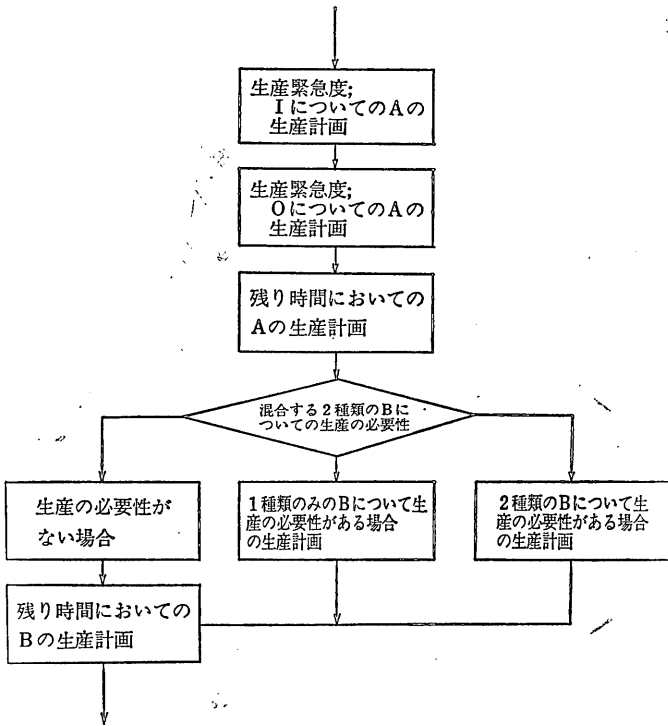 生産緊急度;
IについてのAの
生産計画
生産緊急度;
OについてのAの
生産計画
残り時間においての
Aの生産計画
混合する2種類のBに
ついての生産の必要性
生産の必要性が
ない場合
1種類のみのBについて生
産の必要性がある場合
の生産計画
2種類のBについて生
産の必要性がある場合
の生産計画
残り時間においての
Bの生産計画